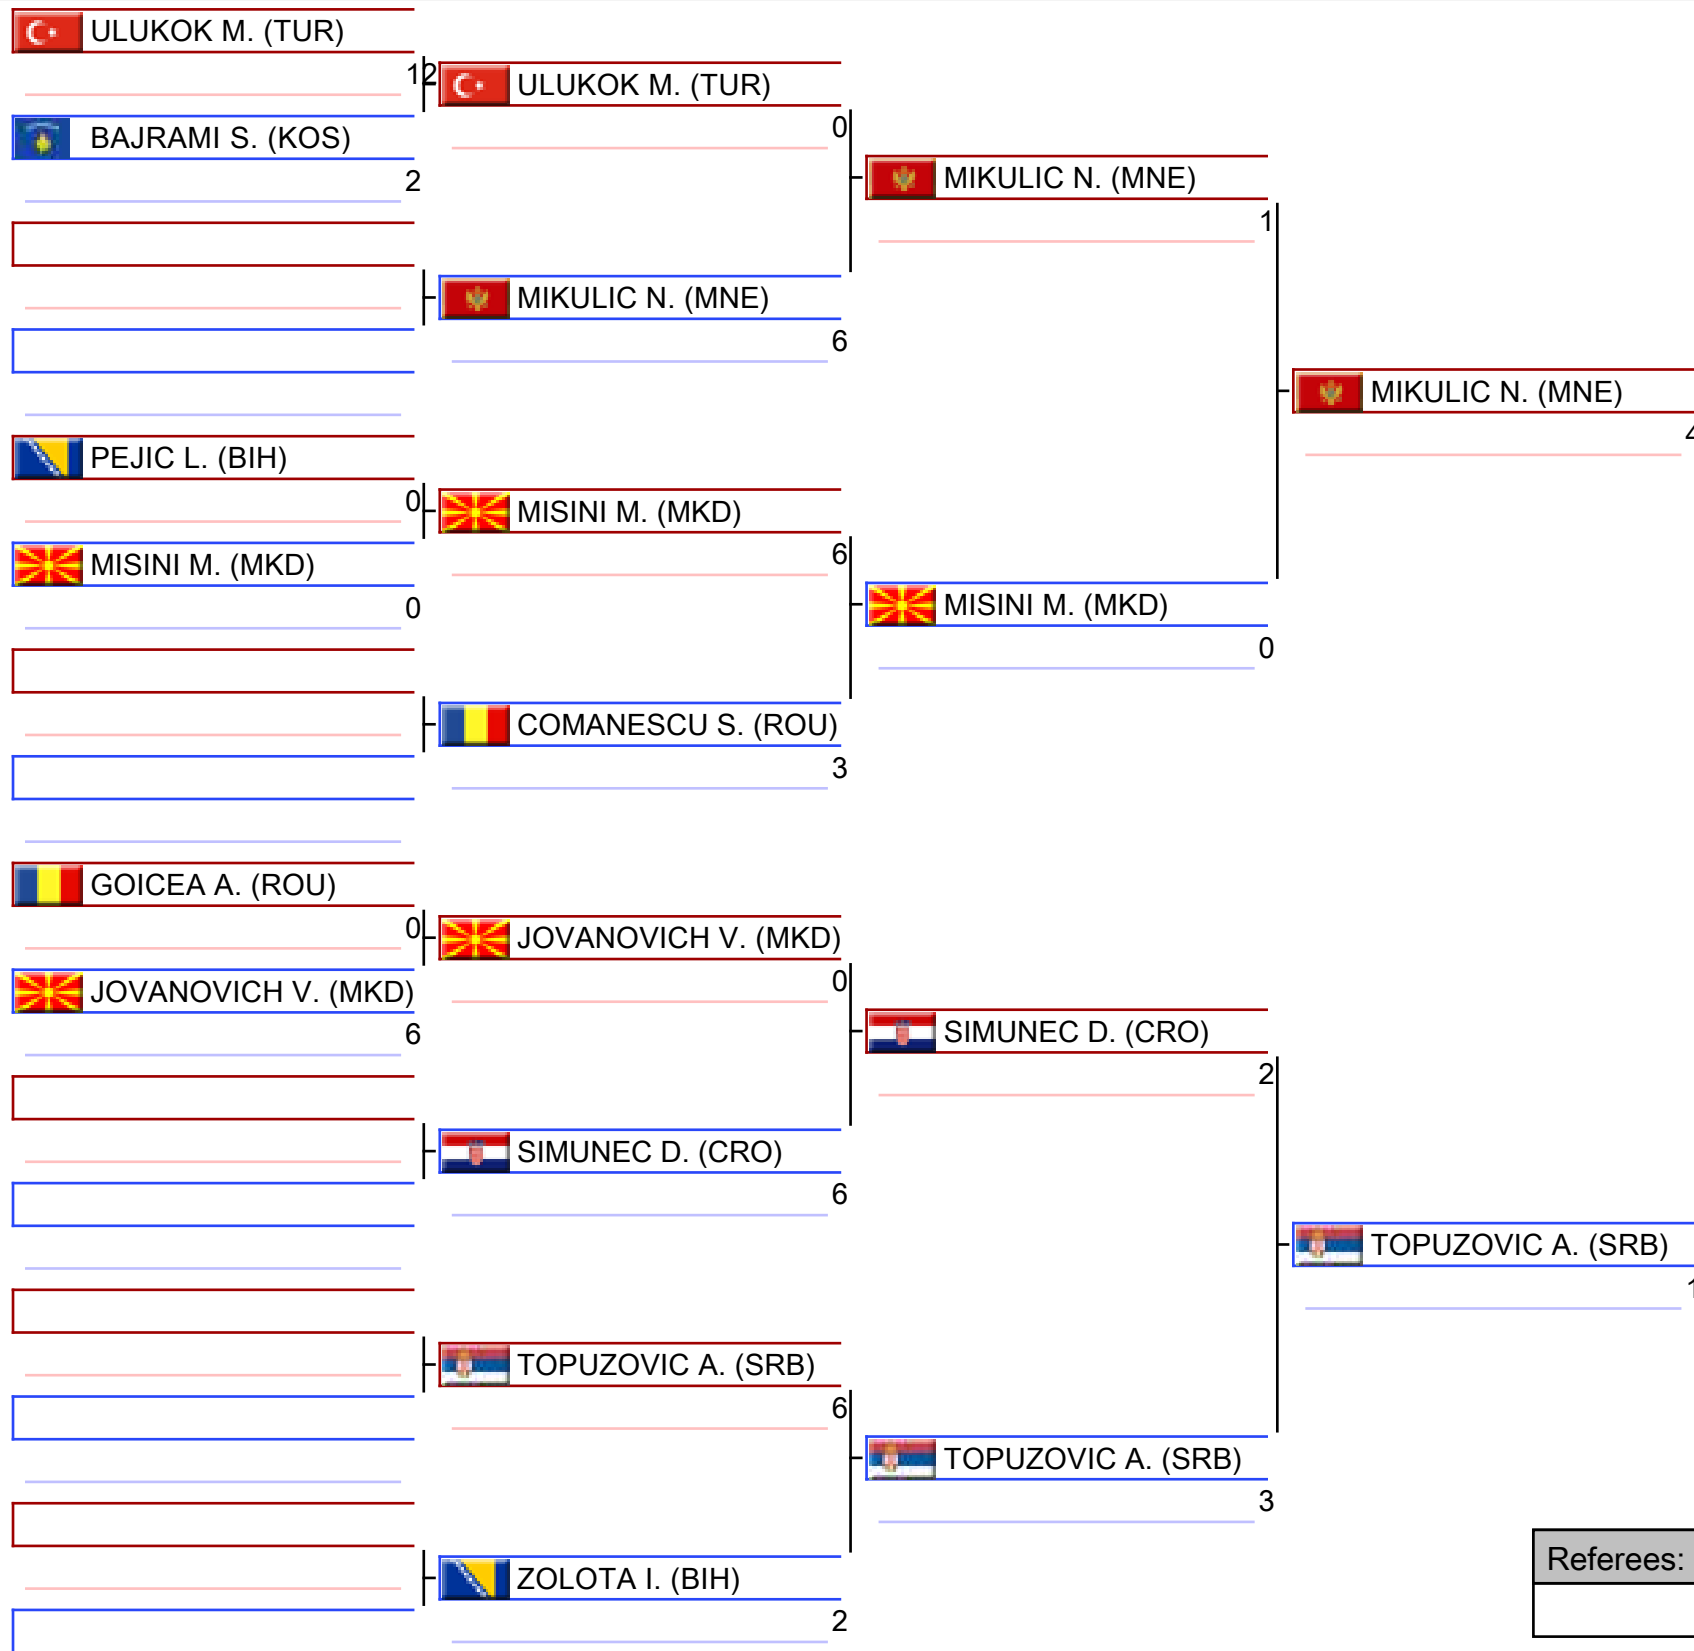 ULUKOK M. (TUR)
12
BAJRAMI S. (KOS)
2
PEJIC L. (BIH)
0
MISINI M. (MKD)
0
GOICEA A. (ROU)
0
JOVANOVICH V. (MKD)
6
ULUKOK M. (TUR)
0
MIKULIC N. (MNE)
6
MISINI M. (MKD)
6
COMANESCU S. (ROU)
3
JOVANOVICH V. (MKD)
0
SIMUNEC D. (CRO)
6
TOPUZOVIC A. (SRB)
6
ZOLOTA I. (BIH)
2
MIKULIC N. (MNE)
1
MISINI M. (MKD)
0
SIMUNEC D. (CRO)
2
TOPUZOVIC A. (SRB)
3
MIKULIC N. (MNE)
4
TOPUZOVIC A. (SRB)
1
Referees: